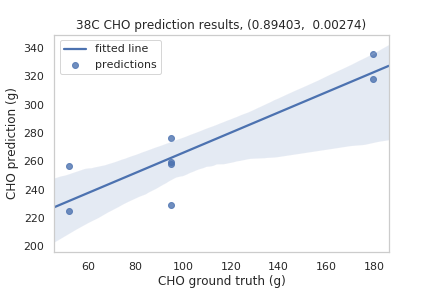 38C CHO prediction results, (0.89403,  0.00274)
340
320
300
280
260
240
220
200
CHO prediction (g)
fitted line
predictions
60 80 100 120 140 160 180
CHO ground truth (g)